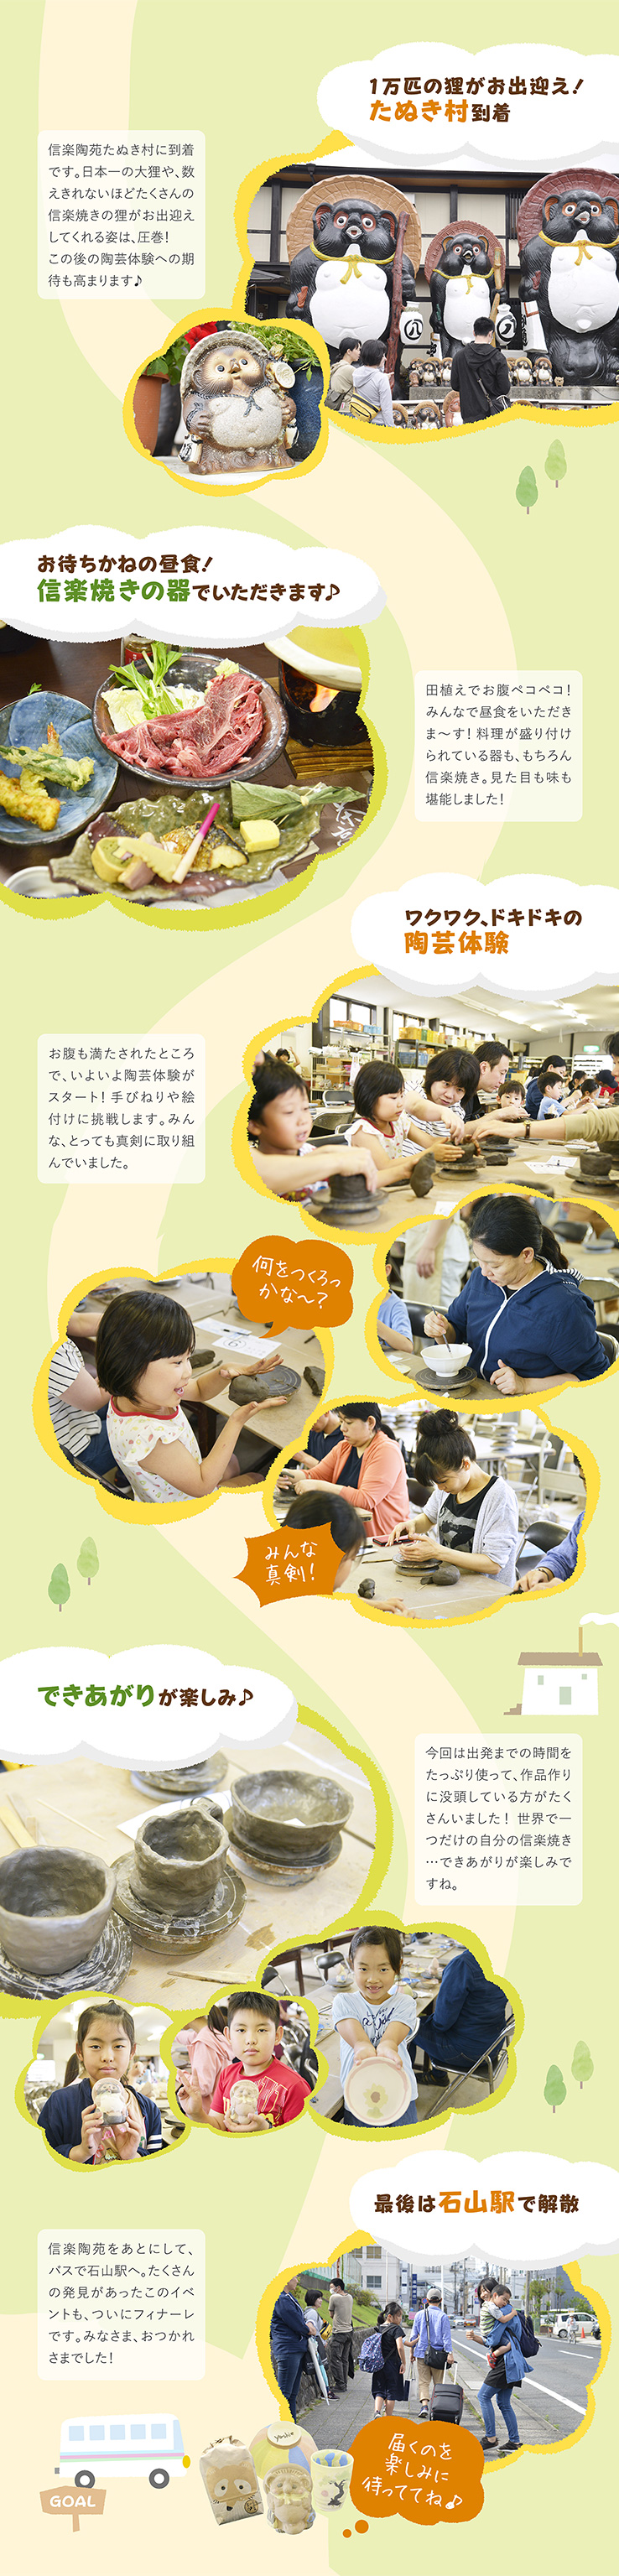 1万匹の狸がお出迎え!
たぬき村到着
信楽陶苑たぬき村に到着
です。日本一の大狸や、数
えきれないほどたくさんの
信楽焼きの狸がお出迎え
してくれる姿は、圧巻!
この後の陶芸体験への期
待も高まります♪
八
八
お待ちかねの昼食!
信楽焼きの器でいただきます♪
田植えでお腹ペコペコ!
みんなで昼食をいただき
ま〜す! 料理が盛り付け
られている器も、もちろん
信楽焼き。見た目も味も
堪能しました!
ワクワク、ドキドキの
陶芸体験
お腹も満たされたところ
で、いよいよ陶芸体験が
スタート! 手びねりや絵
付けに挑戦します。みん
な、とっても真剣に取り組
んでいました。
何をつくろっ
かな〜?
みんな
真剣!
できあがりが楽しみ♪
今回は出発までの時間を
たっぷり使って、作品作り
に没頭している方がたく
さんいました! 世界で一
つだけの自分の信楽焼き
…できあがりが楽しみで
すね。
最後は石山駅で解散
信楽陶苑をあとにして、
バスで石山駅へ。たくさん
の発見があったこのイベ
ントも、ついにフィナーレ
です。みなさま、おつかれ
さまでした!
届くのを
楽しみに
待っててね♪
GOAL